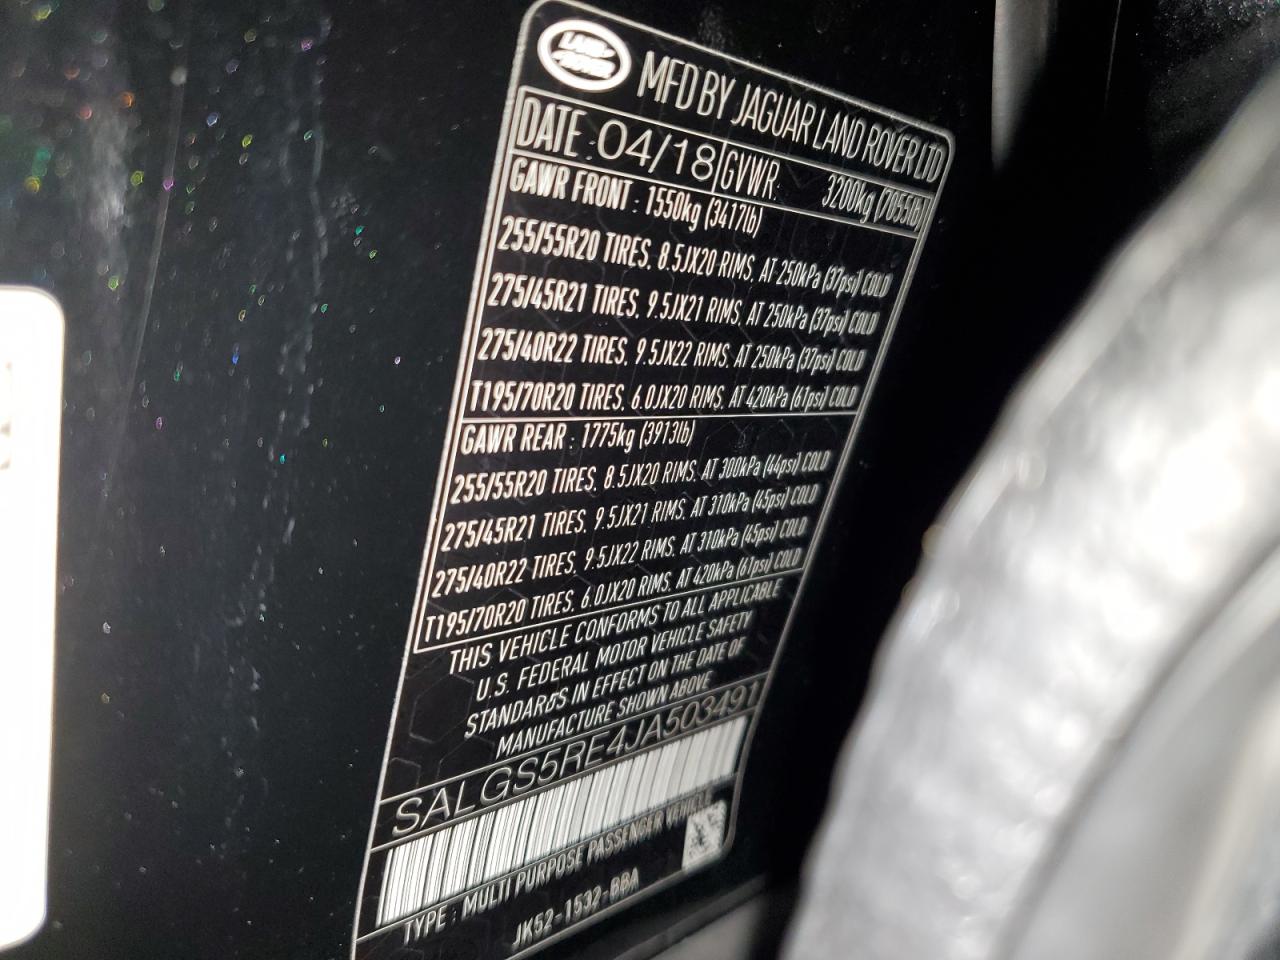 LAND ROVER
MFD BY JAGUAR LAND ROVER LTD
DATE: 04/18 GVWR: 3200kg (7055lb)
GAWR FRONT : 1550kg (3417lb)
255/55R20 TIRES, 8.5JX20 RIMS, AT 250kPa (37psi) COLD
275/45R21 TIRES, 9.5JX21 RIMS, AT 250kPa (37psi) COLD
275/40R22 TIRES, 9.5JX22 RIMS, AT 250kPa (37psi) COLD
T195/70R20 TIRES, 6.0JX20 RIMS, AT 420kPa (61psi) COLD
GAWR REAR : 1775kg (3913lb)
255/55R20 TIRES, 8.5JX20 RIMS, AT 300kPa (44psi) COLD
275/45R21 TIRES, 9.5JX21 RIMS, AT 310kPa (45psi) COLD
275/40R22 TIRES, 9.5JX22 RIMS, AT 310kPa (45psi) COLD
T195/70R20 TIRES, 6.0JX20 RIMS, AT 420kPa (61psi) COLD
THIS VEHICLE CONFORMS TO ALL APPLICABLE
U.S. FEDERAL MOTOR VEHICLE SAFETY
STANDARDS IN EFFECT ON THE DATE OF
MANUFACTURE SHOWN ABOVE
SALGS5RE4JA503491
TYPE : MULTI PURPOSE PASSENGER VEHICLE
JK52-1532-BBA